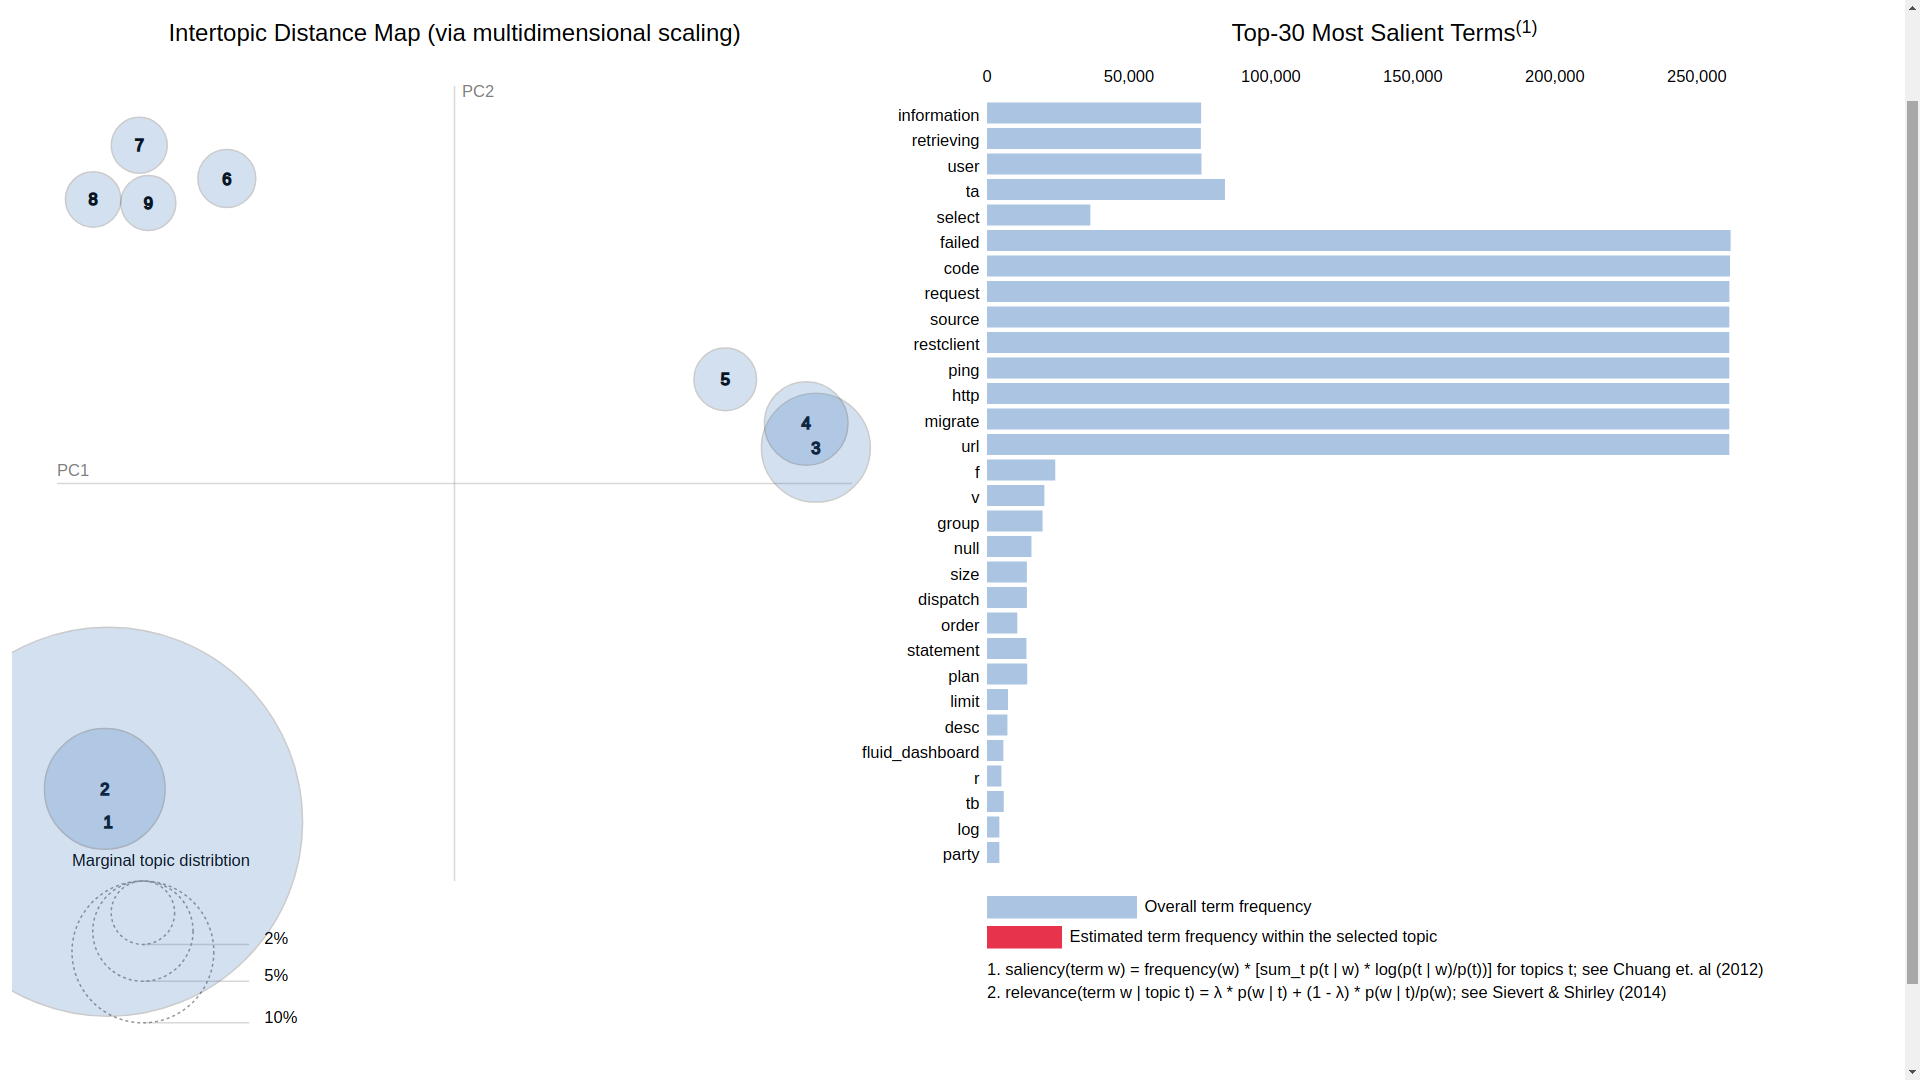 Intertopic Distance Map (via multidimensional scaling)
PC2
PC1
7
8
9
6
5
4
3
2
1
Marginal topic distribtion
2%
5%
10%
Top-30 Most Salient Terms(1)
0 50,000 100,000 150,000 200,000 250,000
information
retrieving
user
ta
select
failed
code
request
source
restclient
ping
http
migrate
url
f
v
group
null
size
dispatch
order
statement
plan
limit
desc
fluid_dashboard
r
tb
log
party
Overall term frequency
Estimated term frequency within the selected topic
1. saliency(term w) = frequency(w) * [sum_t p(t | w) * log(p(t | w)/p(t))] for topics t; see Chuang et. al (2012)
2. relevance(term w | topic t) = λ * p(w | t) + (1 - λ) * p(w | t)/p(w); see Sievert & Shirley (2014)